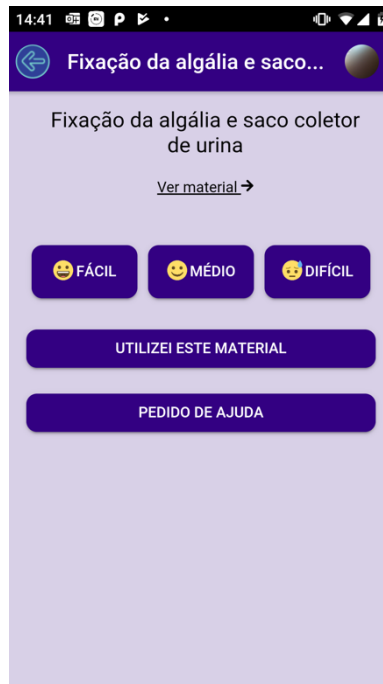 14:41
Fixação da algália e saco...
Fixação da algália e saco coletor
de urina
Ver material
FÁCIL
MÉDIO
DIFÍCIL
UTILIZEI ESTE MATERIAL
PEDIDO DE AJUDA